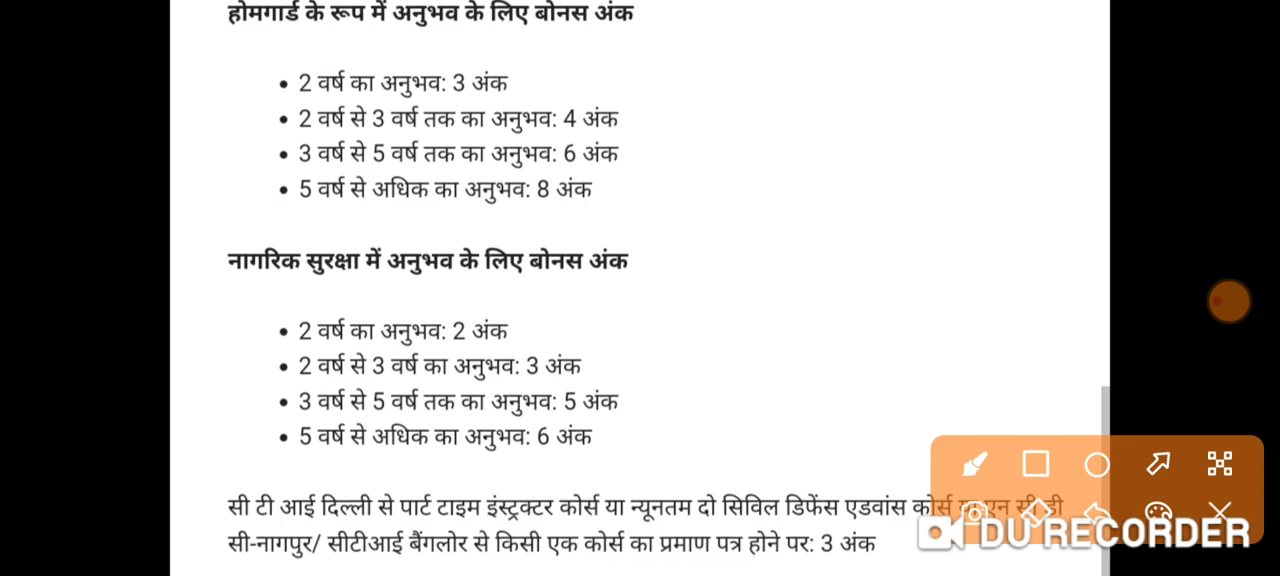 होमगार्ड के रूप में अनुभव के लिए बोनस अंक
• 2 वर्ष का अनुभव: 3 अंक
• 2 वर्ष से 3 वर्ष तक का अनुभव: 4 अंक
• 3 वर्ष से 5 वर्ष तक का अनुभव: 6 अंक
• 5 वर्ष से अधिक का अनुभव: 8 अंक
नागरिक सुरक्षा में अनुभव के लिए बोनस अंक
• 2 वर्ष का अनुभव: 2 अंक
• 2 वर्ष से 3 वर्ष का अनुभव: 3 अंक
• 3 वर्ष से 5 वर्ष तक का अनुभव: 5 अंक
• 5 वर्ष से अधिक का अनुभव: 6 अंक
सी टी आई दिल्ली से पार्ट टाइम इंस्ट्रक्टर कोर्स या न्यूनतम दो सिविल डिफेंस एडवांस कोर्स
सी-नागपुर/ सीटीआई बैंगलोर से किसी एक कोर्स का प्रमाण पत्र होने पर: 3 अंक
DU RECORDER